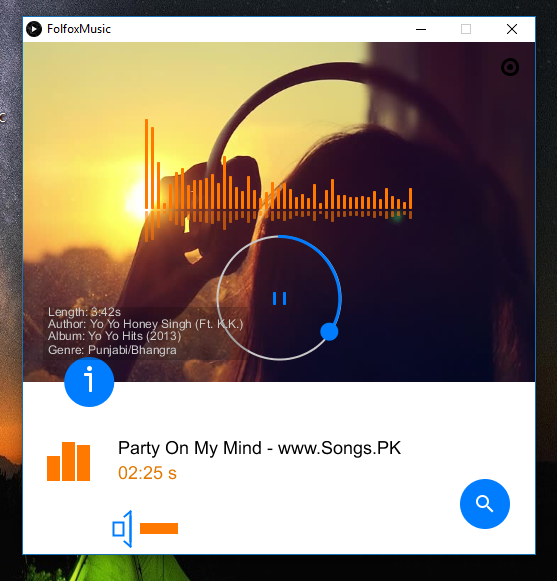 FolfoxMusic
Length: 3:42s
Author: Yo Yo Honey Singh (Ft. K.K.)
Album: Yo Yo Hits (2013)
Genre: Punjabi/Bhangra
i
Party On My Mind - www.Songs.PK
02:25 s